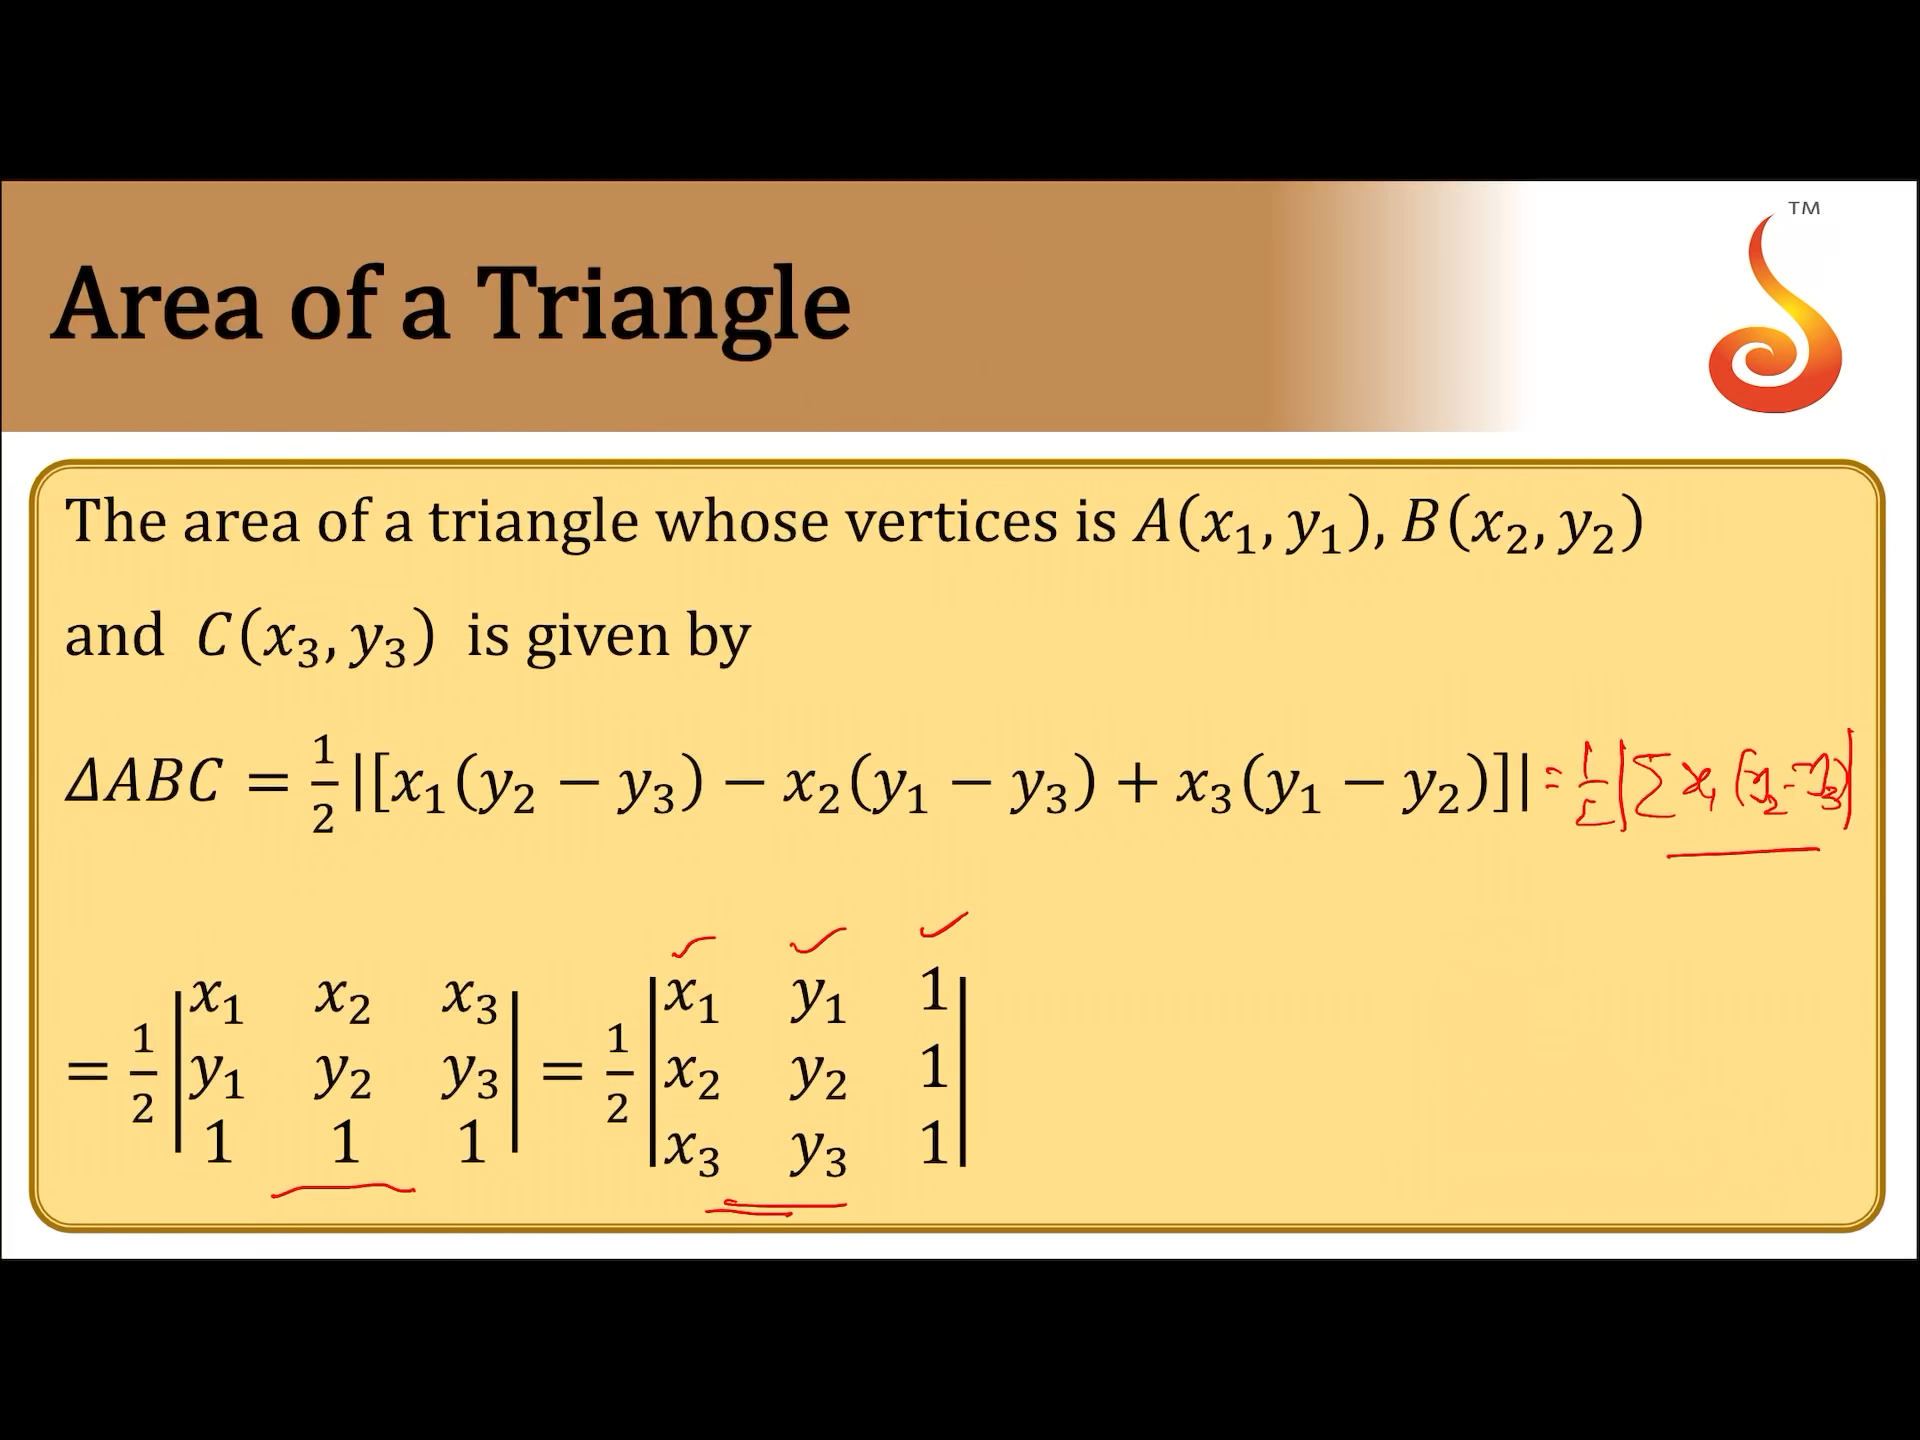 TM
Area of a Triangle
The area of a triangle whose vertices is A(x₁, y₁), B(x₂, y₂)
and C(x₃, y₃) is given by
ΔABC = 1/2 |[x₁(y₂ − y₃) − x₂(y₁ − y₃) + x₃(y₁ − y₂)]| = 1/2 |∑ x₁ (y₂ − y₃)|
= 1/2 |x₁ x₂ x₃| = 1/2 |x₁ y₁ 1|
|y₁ y₂ y₃| |x₂ y₂ 1|
|1 1 1| |x₃ y₃ 1|